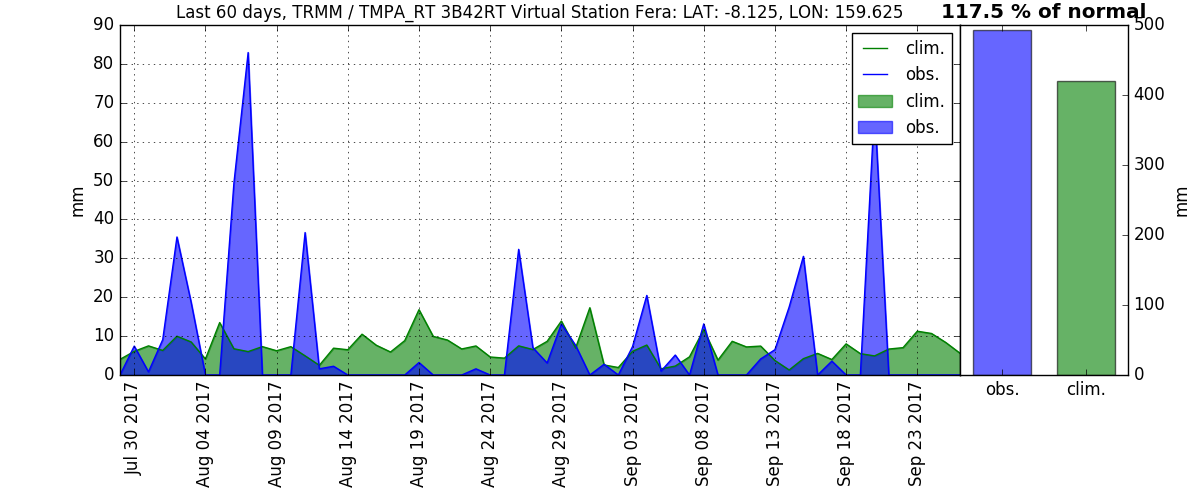 Last 60 days, TRMM / TMPA_RT 3B42RT Virtual Station Fera: LAT: -8.125, LON: 159.625
117.5 % of normal
90
80
70
60
50
40
30
20
10
0
mm
clim.
obs.
clim.
obs.
Jul 30 2017
Aug 04 2017
Aug 09 2017
Aug 14 2017
Aug 19 2017
Aug 24 2017
Aug 29 2017
Sep 03 2017
Sep 08 2017
Sep 13 2017
Sep 18 2017
Sep 23 2017
500
400
300
200
100
0
mm
obs.
clim.